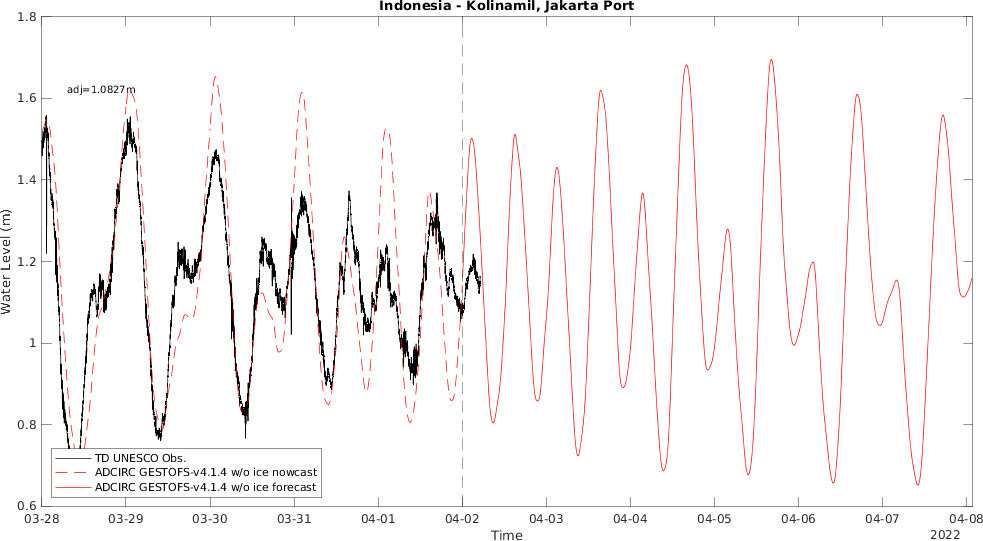 Indonesia - Kolinamil, Jakarta Port
adj=1.0827m
Water Level (m)
1.8
1.6
1.4
1.2
1
0.8
0.6
TD UNESCO Obs.
ADCIRC GESTOFS-v4.1.4 w/o ice nowcast
ADCIRC GESTOFS-v4.1.4 w/o ice forecast
03-28 03-29 03-30 03-31 04-01 04-02 04-03 04-04 04-05 04-06 04-07 04-08
Time
2022